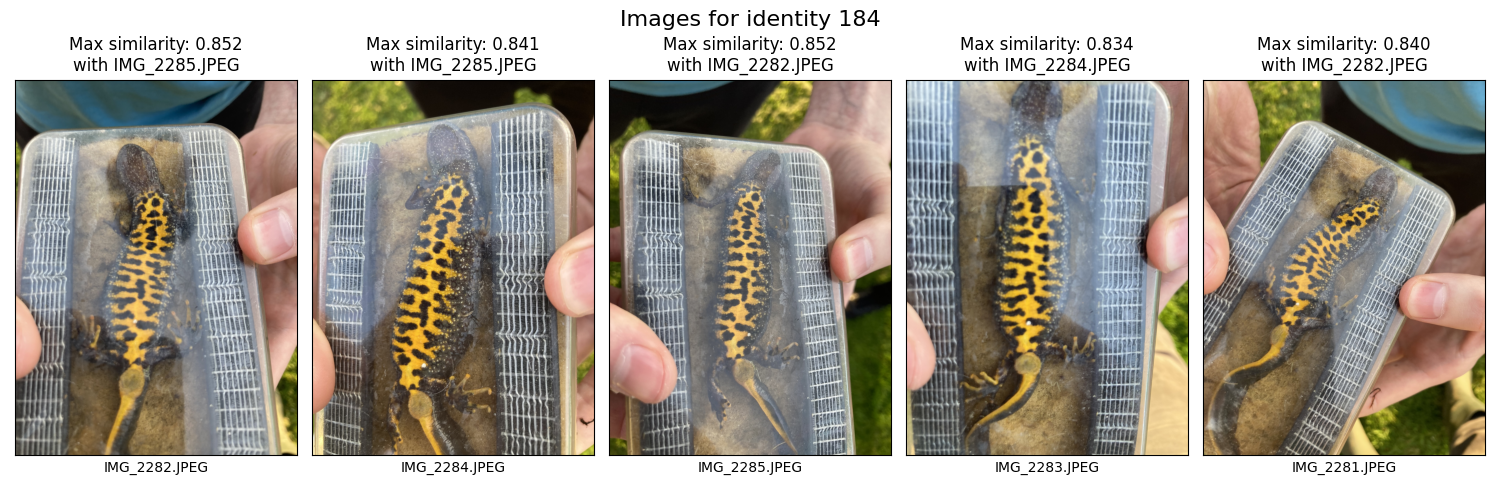 Images for identity 184
Max similarity: 0.852
with IMG_2285.JPEG
Max similarity: 0.841
with IMG_2285.JPEG
Max similarity: 0.852
with IMG_2282.JPEG
Max similarity: 0.834
with IMG_2284.JPEG
Max similarity: 0.840
with IMG_2282.JPEG
IMG_2282.JPEG
IMG_2284.JPEG
IMG_2285.JPEG
IMG_2283.JPEG
IMG_2281.JPEG